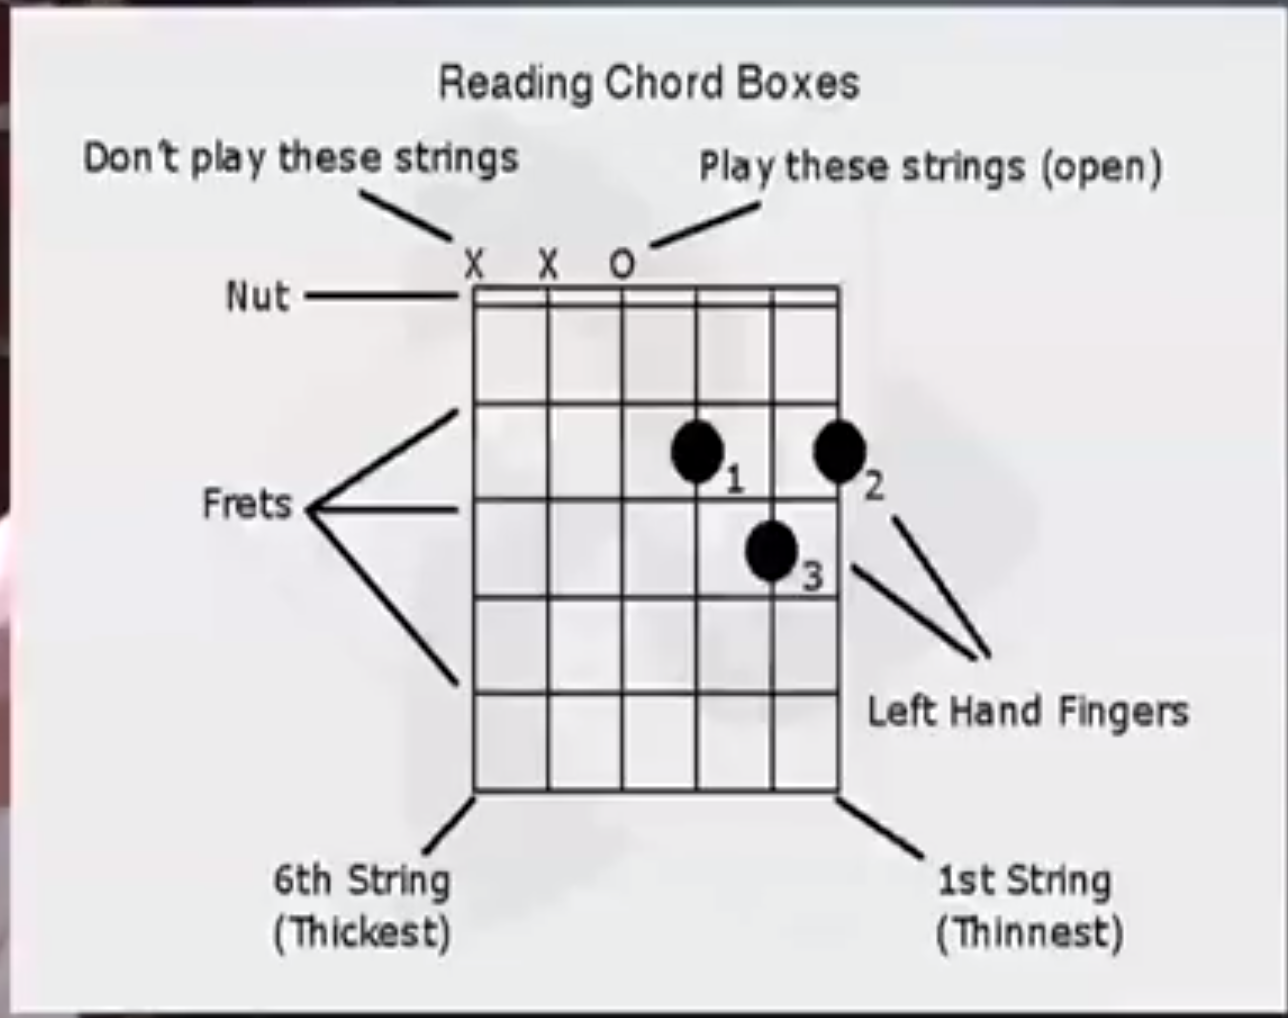 Reading Chord Boxes
Don't play these strings
Play these strings (open)
X X O
Nut
1
2
Frets
3
Left Hand Fingers
6th String
(Thickest)
1st String
(Thinnest)